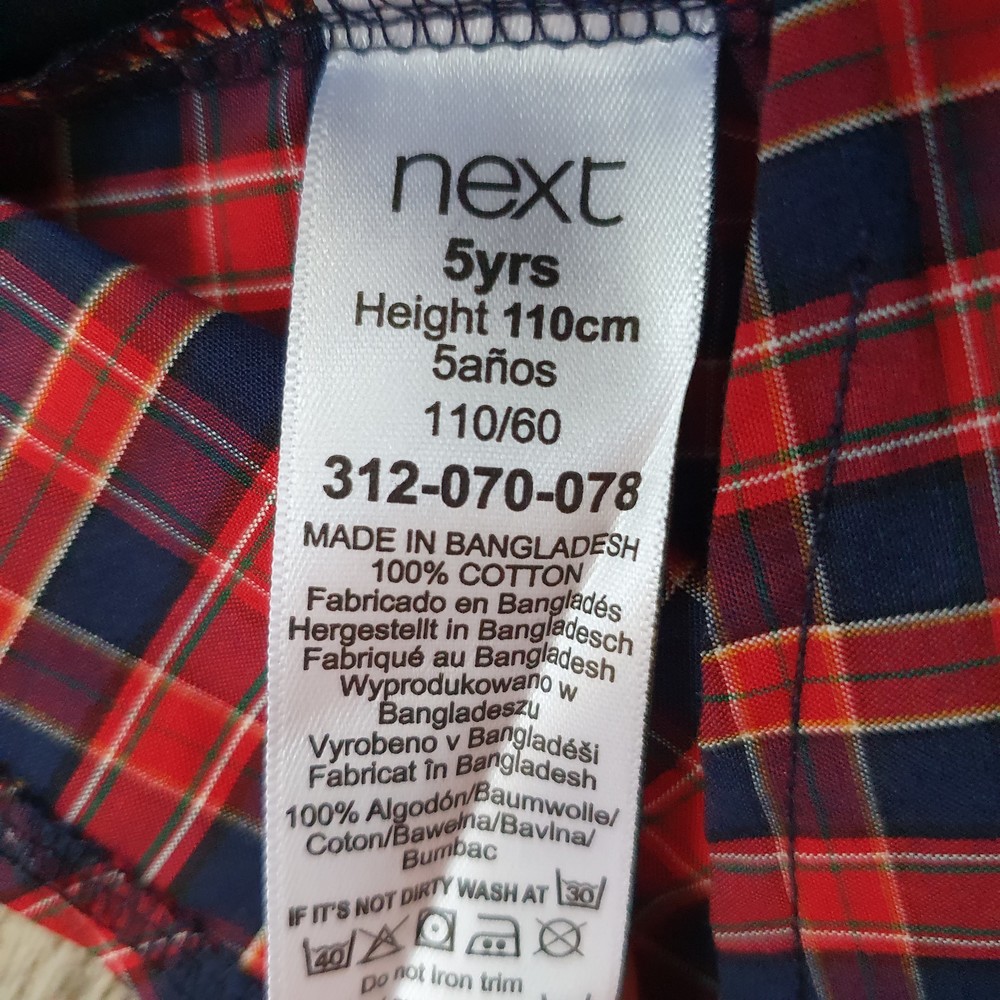 next
5yrs
Height 110cm
5años
110/60
312-070-078
MADE IN BANGLADESH
100% COTTON
Fabricado en Bangladés
Hergestellt in Bangladesch
Fabriqué au Bangladesh
Wyprodukowano w
Bangladeszu
Vyrobeno v Bangladéši
Fabricat în Bangladesh
100% Algodón/Baumwolle/
Coton/Bawełna/Bavlna/
Bumbac
IF IT'S NOT DIRTY WASH AT 30
40
Do not Iron trim